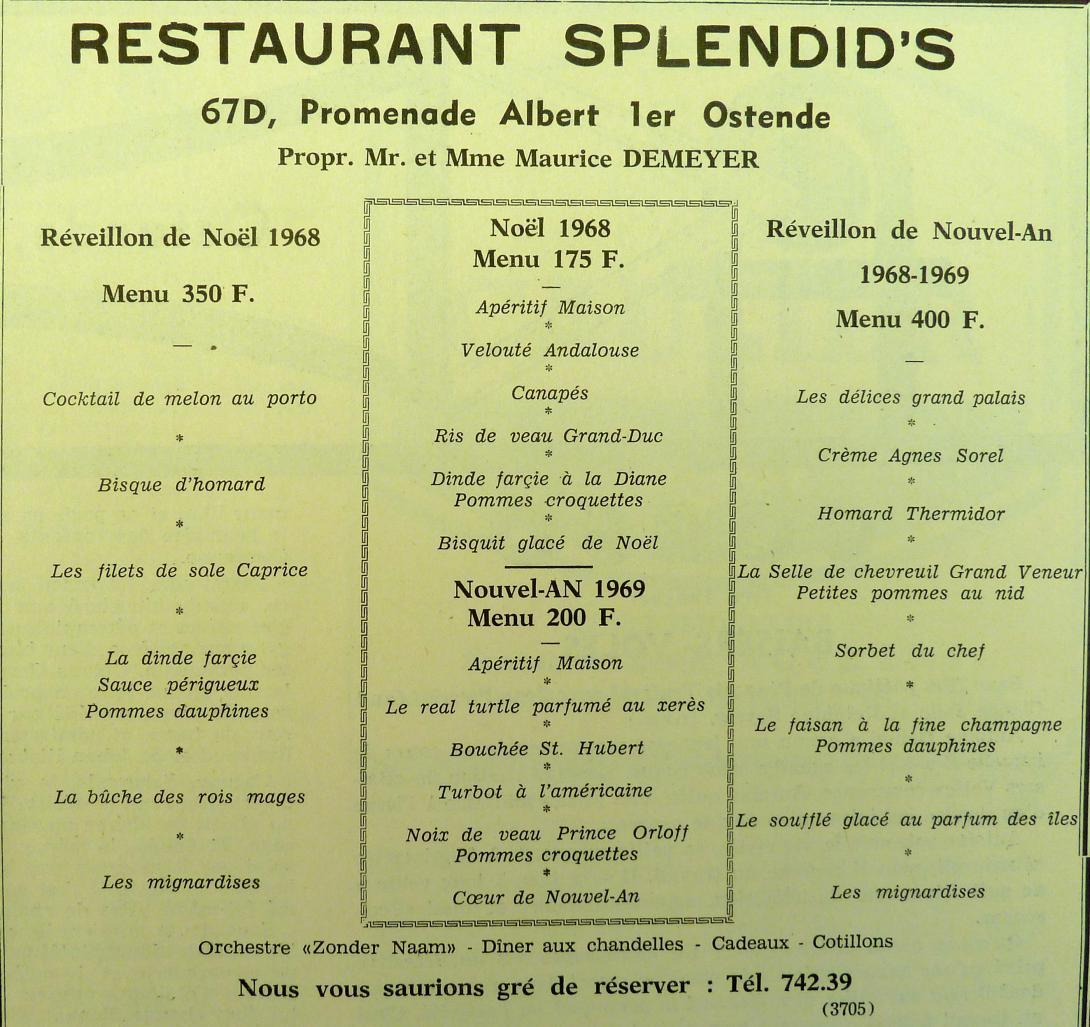 RESTAURANT SPLENDID'S
67D, Promenade Albert 1er Ostende
Propr. Mr. et Mme Maurice DEMEYER
Réveillon de Noël 1968
Menu 350 F.
—
Cocktail de melon au porto
*
Bisque d'homard
*
Les filets de sole Caprice
*
La dinde farçie
Sauce périgueux
Pommes dauphines
*
La bûche des rois mages
*
Les mignardises
Noël 1968
Menu 175 F.
—
Apéritif Maison
*
Velouté Andalouse
*
Canapés
*
Ris de veau Grand-Duc
*
Dinde farçie à la Diane
Pommes croquettes
*
Bisquit glacé de Noël
Nouvel-AN 1969
Menu 200 F.
—
Apéritif Maison
*
Le real turtle parfumé au xerès
*
Bouchée St. Hubert
*
Turbot à l'américaine
*
Noix de veau Prince Orloff
Pommes croquettes
*
Cœur de Nouvel-An
Réveillon de Nouvel-An
1968-1969
Menu 400 F.
—
Les délices grand palais
*
Crème Agnes Sorel
*
Homard Thermidor
*
La Selle de chevreuil Grand Veneur
Petites pommes au nid
*
Sorbet du chef
*
Le faisan à la fine champagne
Pommes dauphines
*
Le soufflé glacé au parfum des îles
*
Les mignardises
Orchestre «Zonder Naam» - Dîner aux chandelles - Cadeaux - Cotillons
Nous vous saurions gré de réserver : Tél. 742.39
(3705)